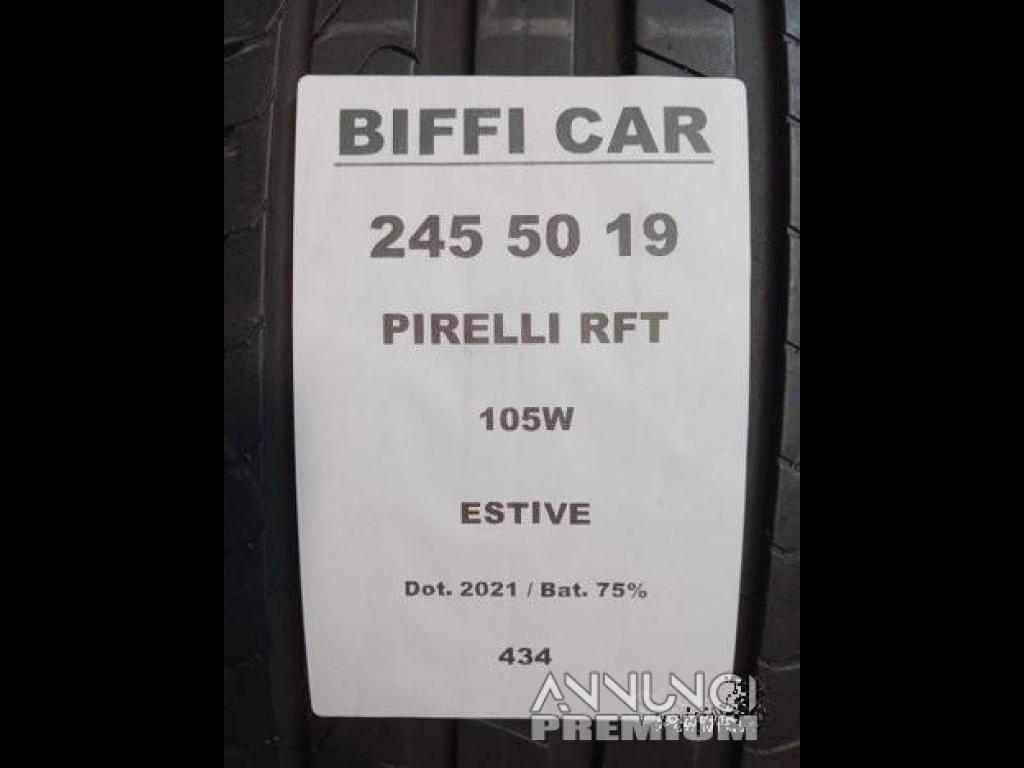 BIFFI CAR
245 50 19
PIRELLI RFT
105W
ESTIVE
Dot. 2021 / Bat. 75%
434
ANNUNCI
PREMIUM